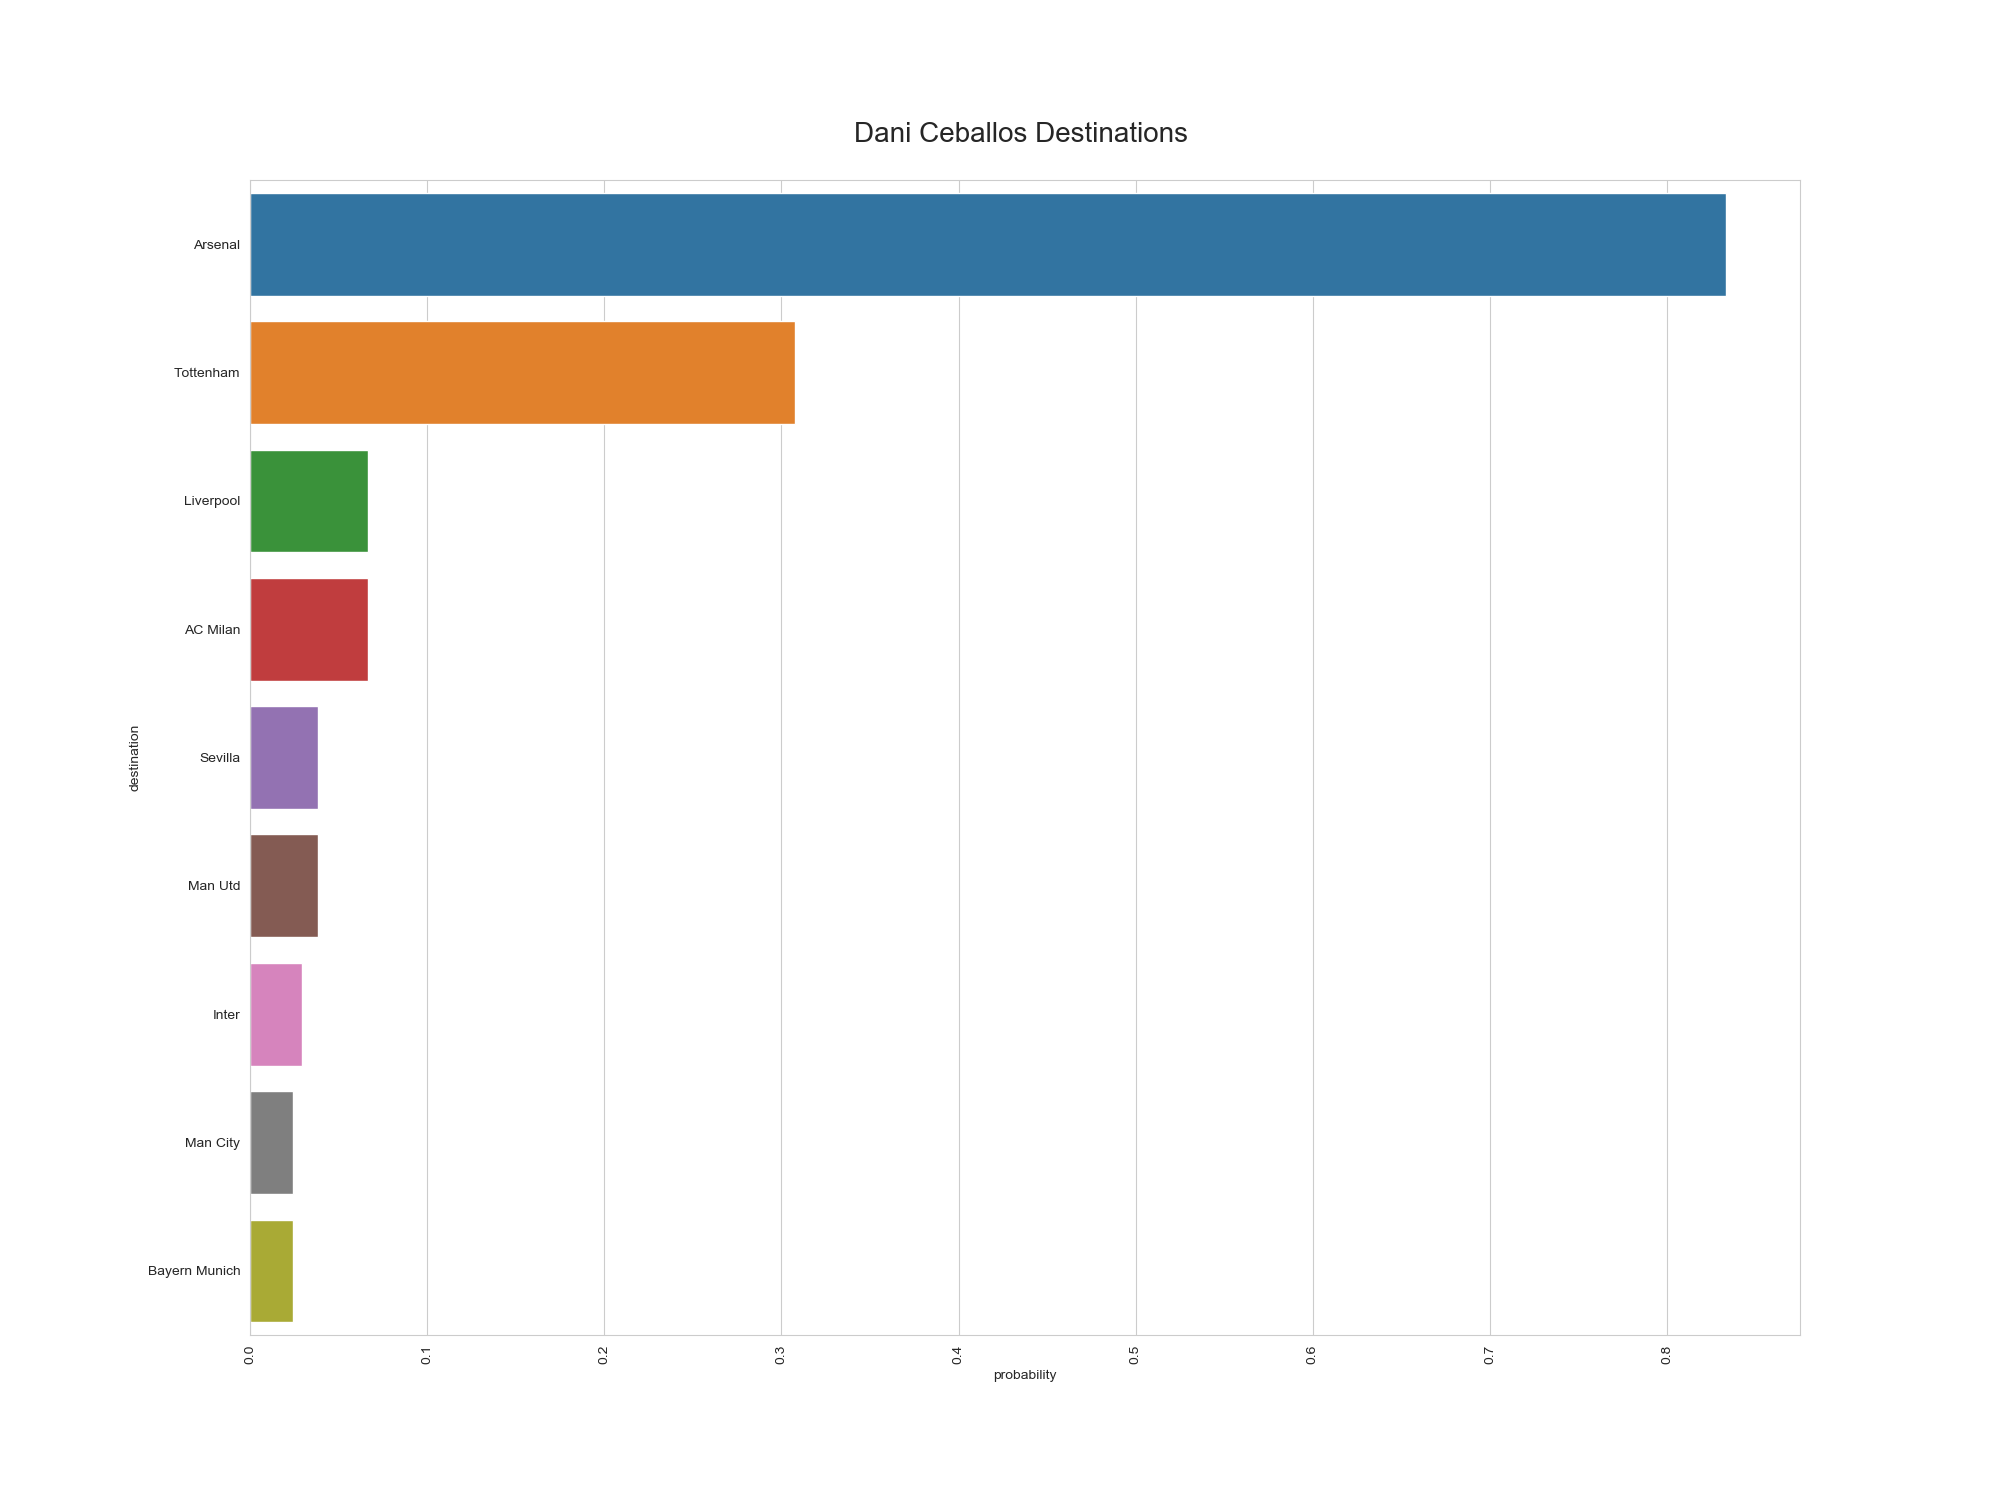 Dani Ceballos Destinations
Arsenal
Tottenham
Liverpool
AC Milan
Sevilla
Man Utd
Inter
Man City
Bayern Munich
destination
0.0 0.1 0.2 0.3 0.4 0.5 0.6 0.7 0.8
probability